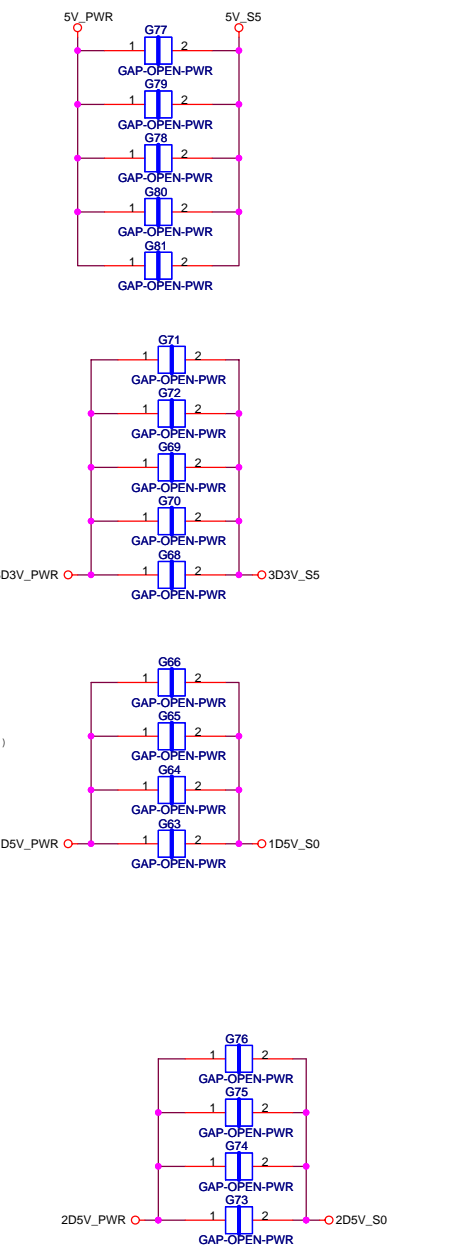 5V_PWR 5V_S5
G77
1 2
GAP-OPEN-PWR
G79
1 2
GAP-OPEN-PWR
G78
1 2
GAP-OPEN-PWR
G80
1 2
GAP-OPEN-PWR
G81
1 2
GAP-OPEN-PWR
G71
1 2
GAP-OPEN-PWR
G72
1 2
GAP-OPEN-PWR
G69
1 2
GAP-OPEN-PWR
G70
1 2
GAP-OPEN-PWR
G68
D3V_PWR 1 2 3D3V_S5
GAP-OPEN-PWR
G66
1 2
GAP-OPEN-PWR
G65
1 2
)
GAP-OPEN-PWR
G64
1 2
GAP-OPEN-PWR
G63
D5V_PWR 1 2 1D5V_S0
GAP-OPEN-PWR
G76
1 2
GAP-OPEN-PWR
G75
1 2
GAP-OPEN-PWR
G74
1 2
GAP-OPEN-PWR
G73
2D5V_PWR 1 2 2D5V_S0
GAP-OPEN-PWR